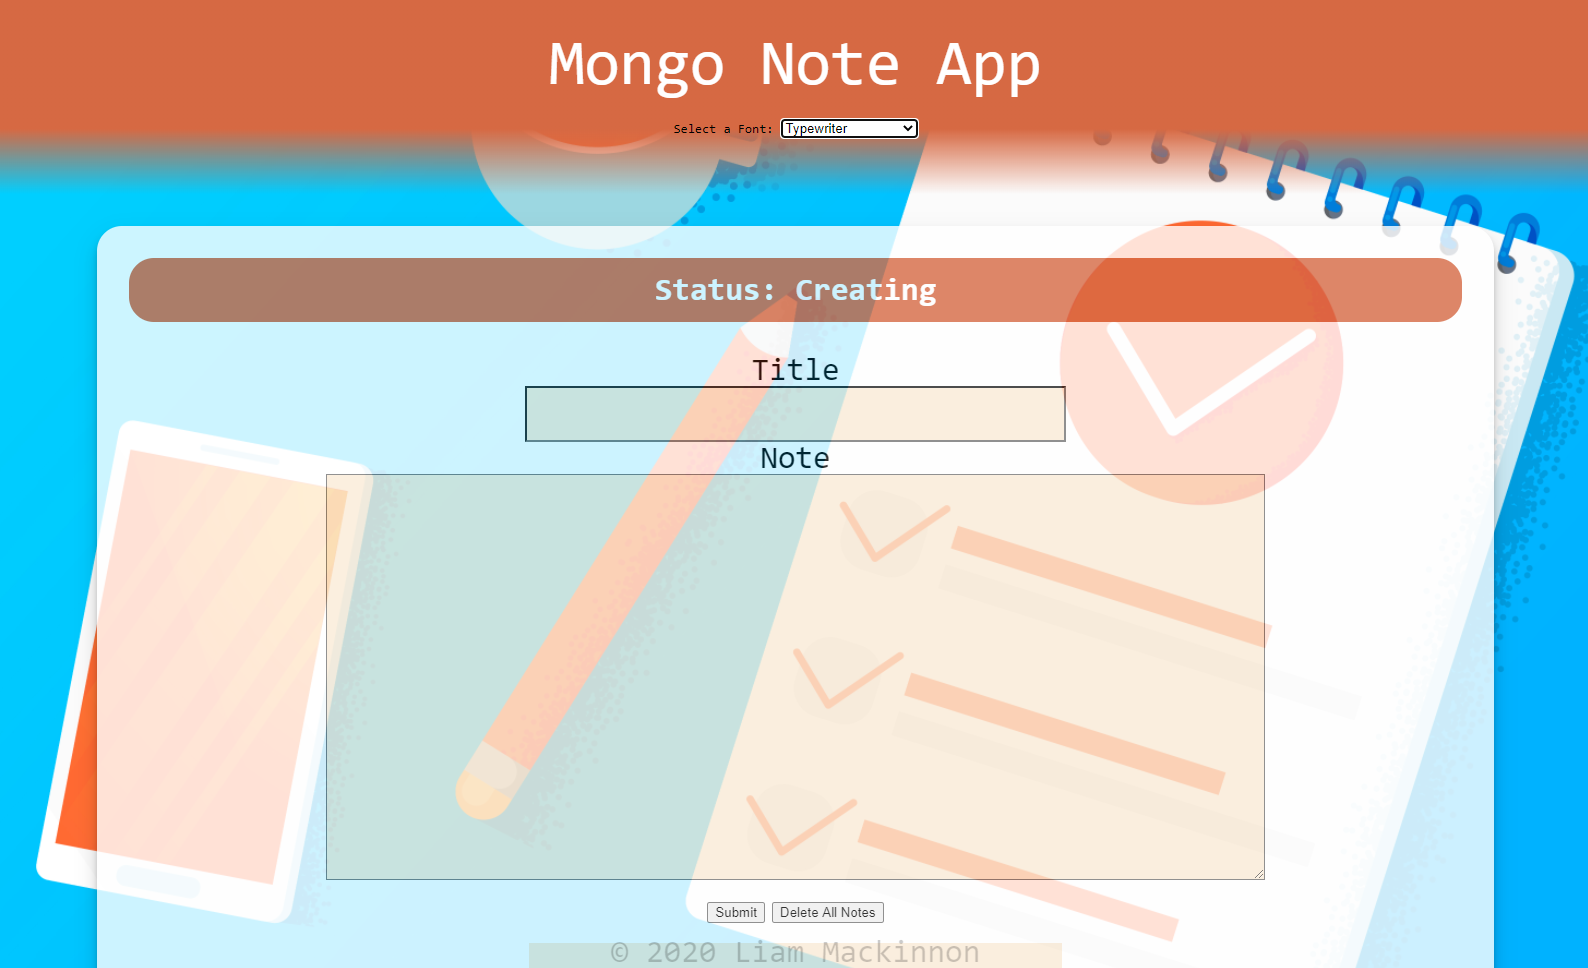 Mongo Note App
Select a Font: Typewriter
Status: Creating
Title
Note
Submit Delete All Notes
© 2020 Liam Mackinnon